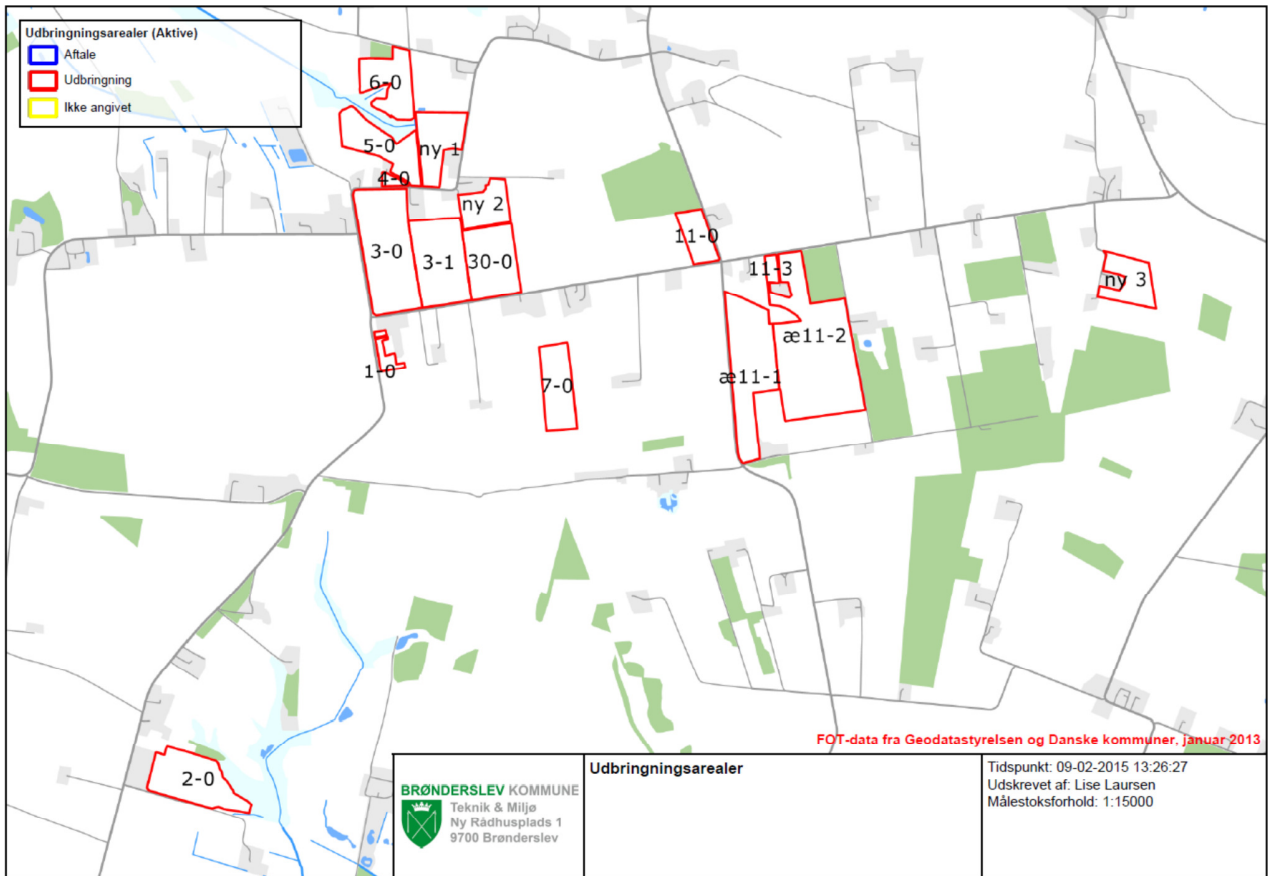 Udbringningsarealer (Aktive)
Aftale
Udbringning
Ikke angivet
6-0
5-0
ny 1
4-0
ny 2
3-0
3-1
30-0
11-0
11-3
ny 3
æ11-2
1-0
7-0
æ11-1
2-0
FOT-data fra Geodatastyrelsen og Danske kommuner, januar 2013
BRØNDERSLEV KOMMUNE
Teknik & Miljø
Ny Rådhusplads 1
9700 Brønderslev
Udbringningsarealer
Tidspunkt: 09-02-2015 13:26:27
Udskrevet af: Lise Laursen
Målestoksforhold: 1:15000